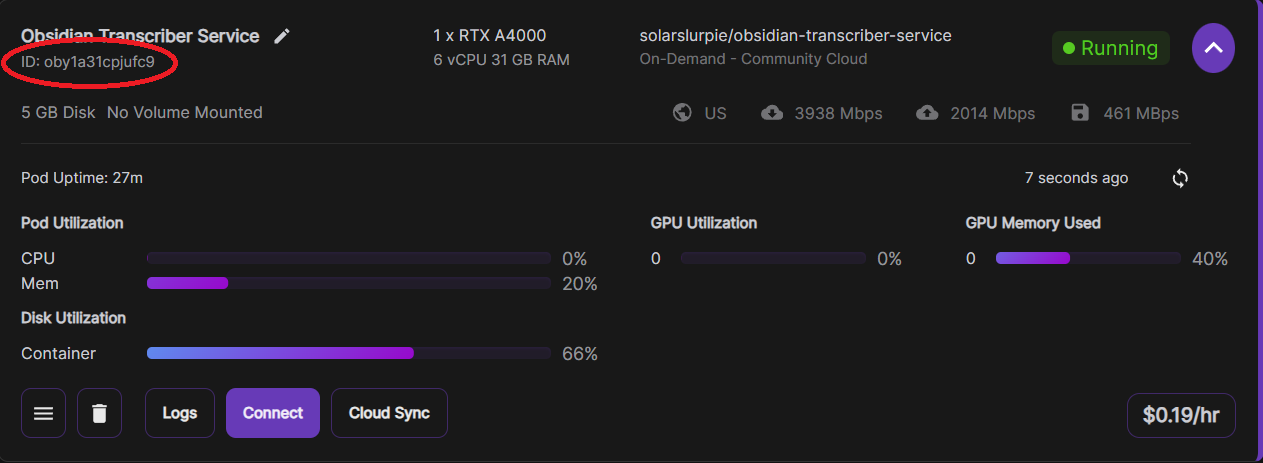 Obsidian Transcriber Service
ID: oby1a31cpjufc9
1 x RTX A4000
6 vCPU 31 GB RAM
solarslurpie/obsidian-transcriber-service
On-Demand - Community Cloud
Running
5 GB Disk No Volume Mounted
US 3938 Mbps 2014 Mbps 461 MBps
Pod Uptime: 27m
7 seconds ago
Pod Utilization
CPU 0%
Mem 20%
GPU Utilization
0 0%
GPU Memory Used
0 40%
Disk Utilization
Container 66%
Logs Connect Cloud Sync
$0.19/hr